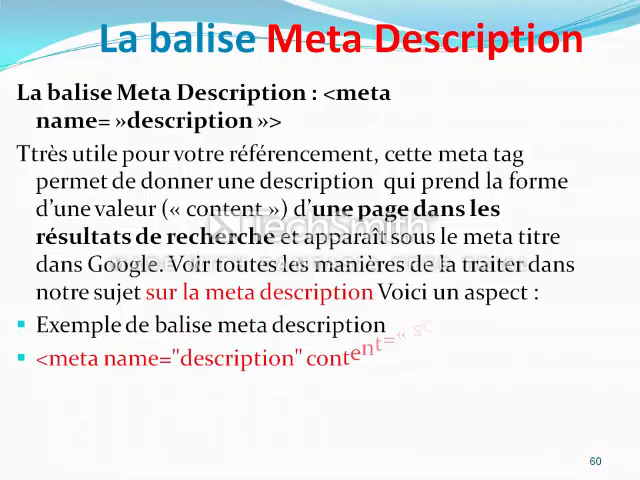 La balise Meta Description
La balise Meta Description : <meta
name= »description »>
Ttrès utile pour votre référencement, cette meta tag
permet de donner une description qui prend la forme
d’une valeur (« content ») d’une page dans les
résultats de recherche et apparaît sous le meta titre
dans Google. Voir toutes les manières de la traiter dans
notre sujet sur la meta description Voici un aspect :
Exemple de balise meta description
<meta name="description" content=« se
TechSmith
60